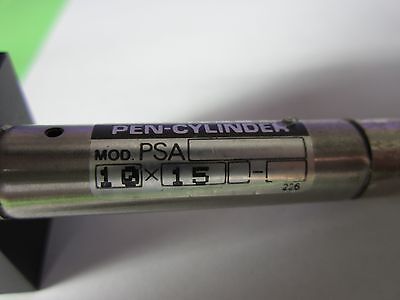 PEN-CYLINDER
MOD. PSA
10 × 15 -
226